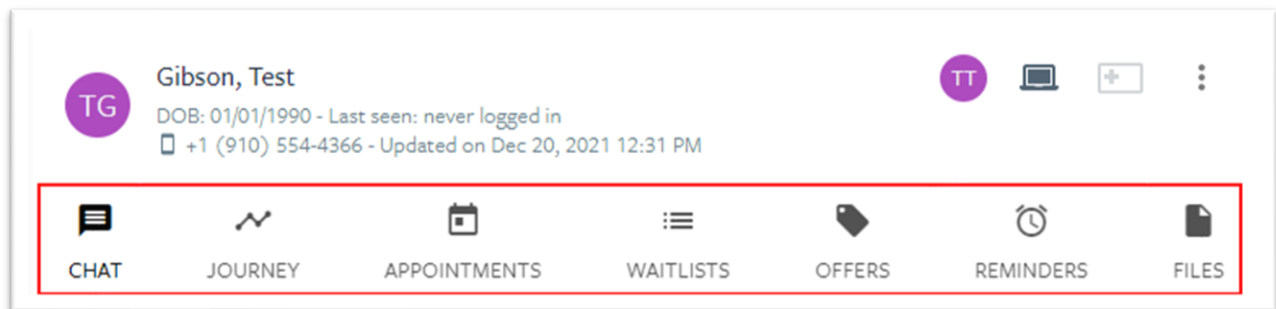 TG
Gibson, Test
TT
DOB: 01/01/1990 - Last seen: never logged in
+1 (910) 554-4366 - Updated on Dec 20, 2021 12:31 PM
CHAT JOURNEY APPOINTMENTS WAITLISTS OFFERS REMINDERS FILES